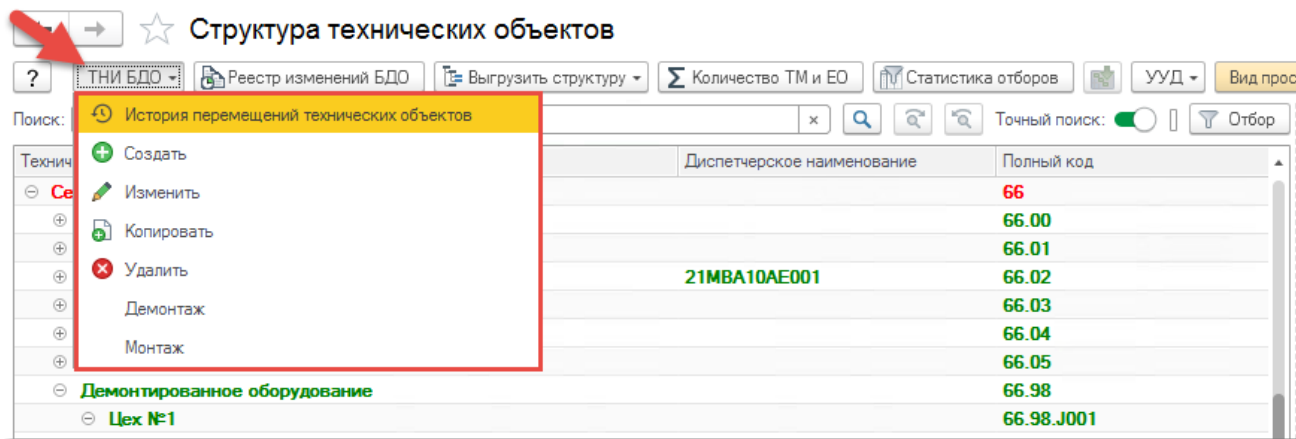 Структура технических объектов
? ТНИ БДО Реестр изменений БДО Выгрузить структуру Σ Количество ТМ и ЕО Статистика отборов УУД Вид прос
Поиск: × Точный поиск: Отбор
История перемещений технических объектов
Создать
Изменить
Копировать
Удалить
Демонтаж
Монтаж
Технич Диспетчерское наименование Полный код
Се 66
66.00
66.01
21MBA10AE001 66.02
66.03
66.04
66.05
Демонтированное оборудование 66.98
Цех №1 66.98.J001